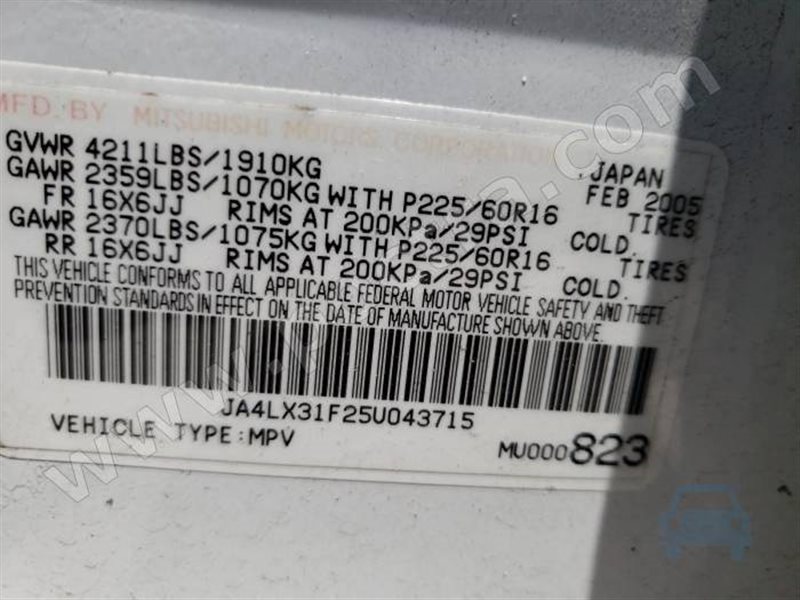 MFD. BY MITSUBISHI MOTORS CORPORATION JAPAN
GVWR 4211LBS/1910KG FEB 2005
GAWR 2359LBS/1070KG WITH P225/60R16 TIRES
FR 16X6JJ RIMS AT 200KPa/29PSI COLD.
GAWR 2370LBS/1075KG WITH P225/60R16 TIRES
RR 16X6JJ RIMS AT 200KPa/29PSI COLD.
THIS VEHICLE CONFORMS TO ALL APPLICABLE FEDERAL MOTOR VEHICLE SAFETY AND THEFT
PREVENTION STANDARDS IN EFFECT ON THE DATE OF MANUFACTURE SHOWN ABOVE.
JA4LX31F25U043715
VEHICLE TYPE:MPV
MU000823